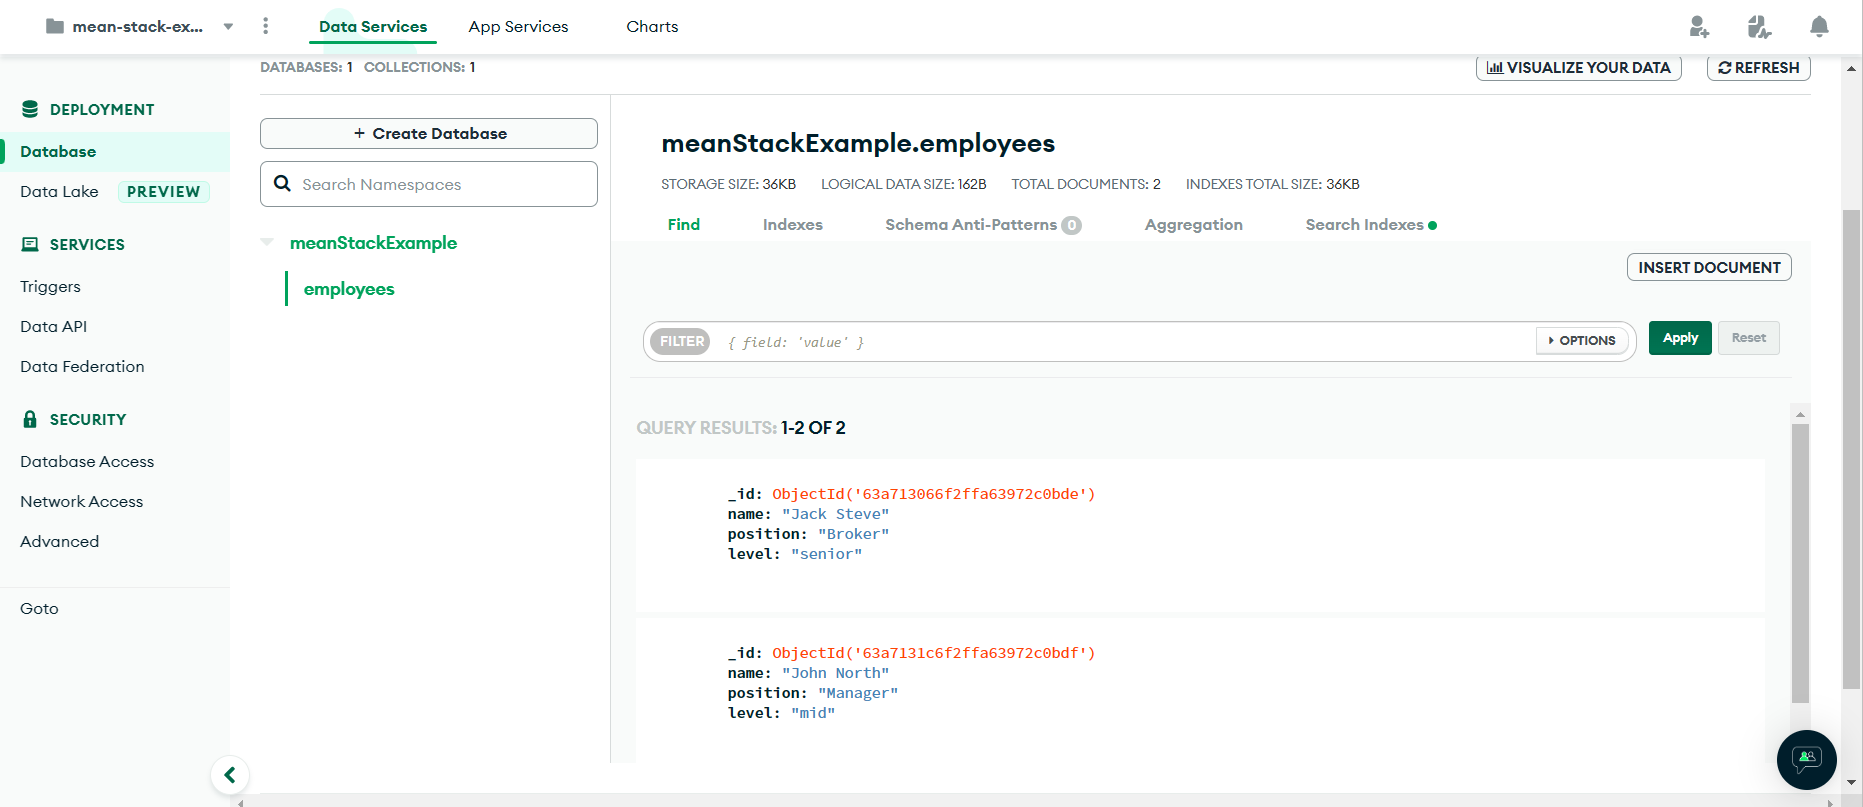 mean-stack-ex...
Data Services
App Services
Charts
DATABASES: 1 COLLECTIONS: 1
VISUALIZE YOUR DATA
REFRESH
DEPLOYMENT
Database
Data Lake PREVIEW
SERVICES
Triggers
Data API
Data Federation
SECURITY
Database Access
Network Access
Advanced
Goto
+ Create Database
Search Namespaces
meanStackExample
employees
meanStackExample.employees
STORAGE SIZE: 36KB LOGICAL DATA SIZE: 162B TOTAL DOCUMENTS: 2 INDEXES TOTAL SIZE: 36KB
Find Indexes Schema Anti-Patterns 0 Aggregation Search Indexes
INSERT DOCUMENT
FILTER { field: 'value' } OPTIONS Apply Reset
QUERY RESULTS: 1-2 OF 2
_id: ObjectId('63a713066f2ffa63972c0bde')
name: "Jack Steve"
position: "Broker"
level: "senior"
_id: ObjectId('63a7131c6f2ffa63972c0bdf')
name: "John North"
position: "Manager"
level: "mid"